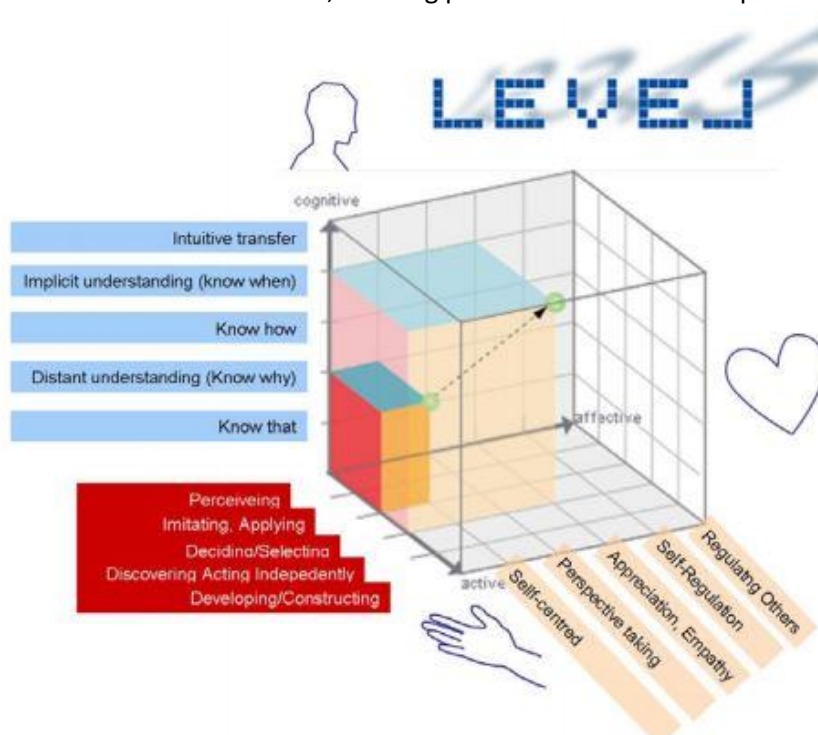 LEVEL
cognitive
Intuitive transfer
Implicit understanding (know when)
Know how
Distant understanding (Know why)
Know that
affective
Perceiveing
Imitating, Applying
Deciding/Selecting
Discovering Acting Indepedently
Developing/Constructing
active
Self-centred
Perspective taking
Appreciation, Empathy
Self-Regulation
Regulating Others